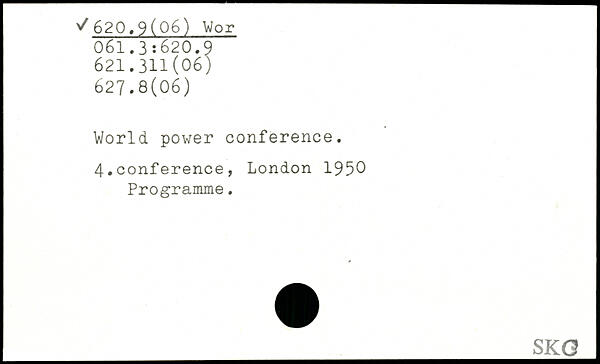 ✓ 620.9(06) Wor
061.3:620.9
621.311(06)
627.8(06)
World power conference.
4.conference, London 1950
Programme.